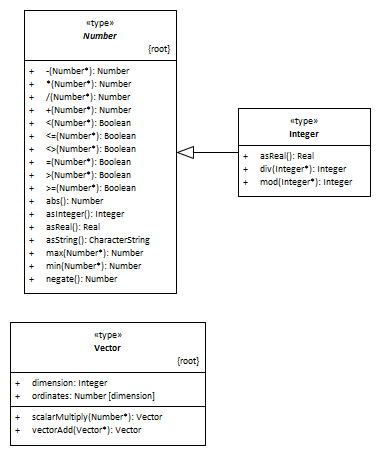 «type»
Number
{root}
+ -(Number*): Number
+ *(Number*): Number
+ /(Number*): Number
+ +(Number*): Number
+ <(Number*): Boolean
+ <=(Number*): Boolean
+ <>(Number*): Boolean
+ =(Number*): Boolean
+ >(Number*): Boolean
+ >=(Number*): Boolean
+ abs(): Number
+ asInteger(): Integer
+ asReal(): Real
+ asString(): CharacterString
+ max(Number*): Number
+ min(Number*): Number
+ negate(): Number
«type»
Integer
+ asReal(): Real
+ div(Integer*): Integer
+ mod(Integer*): Integer
«type»
Vector
{root}
+ dimension: Integer
+ ordinates: Number [dimension]
+ scalarMultiply(Number*): Vector
+ vectorAdd(Vector*): Vector